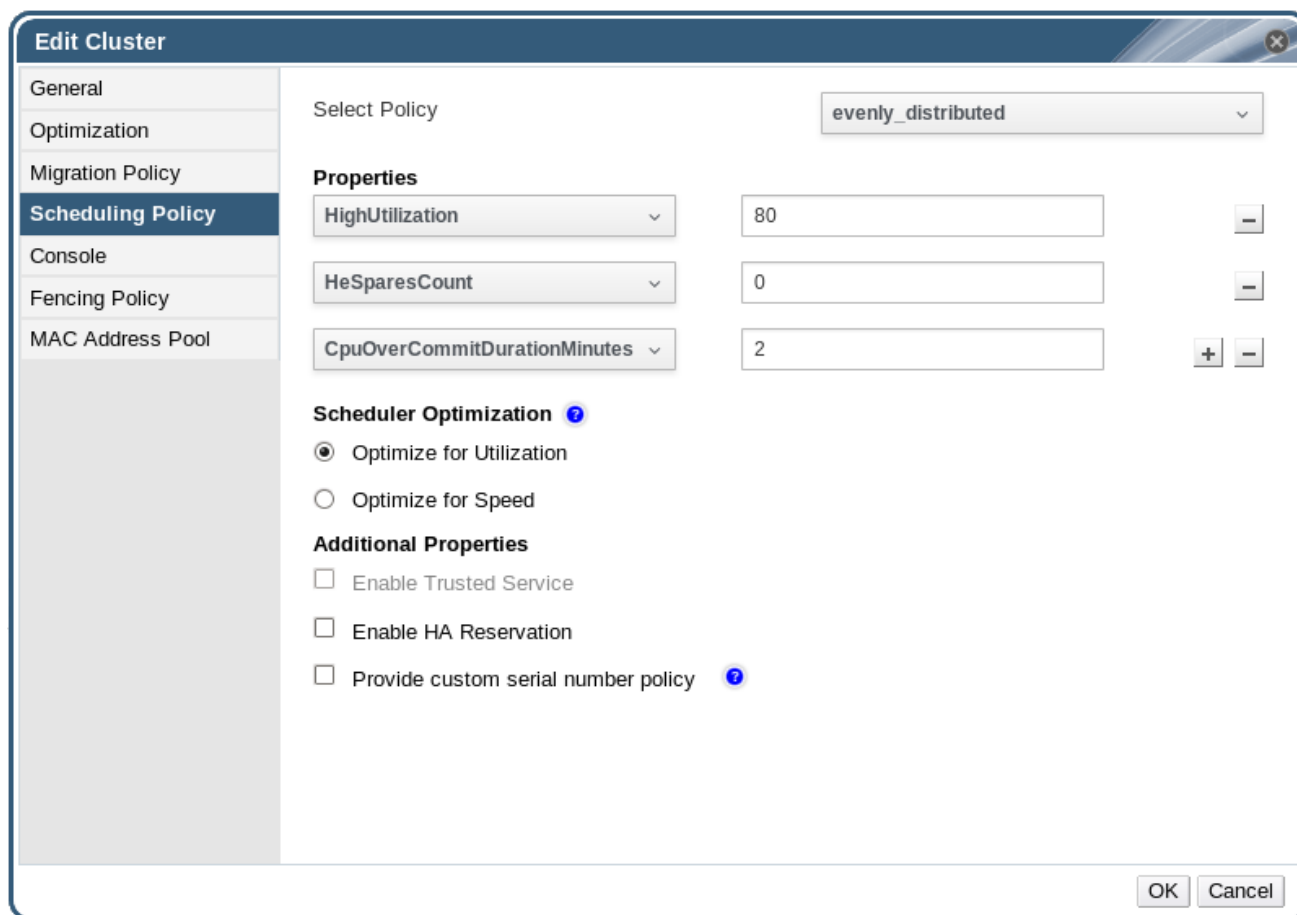 Edit Cluster
General
Optimization
Migration Policy
Scheduling Policy
Console
Fencing Policy
MAC Address Pool
Select Policy evenly_distributed
Properties
HighUtilization 80
HeSparesCount 0
CpuOverCommitDurationMinutes 2
Scheduler Optimization ?
Optimize for Utilization
Optimize for Speed
Additional Properties
Enable Trusted Service
Enable HA Reservation
Provide custom serial number policy ?
OK Cancel